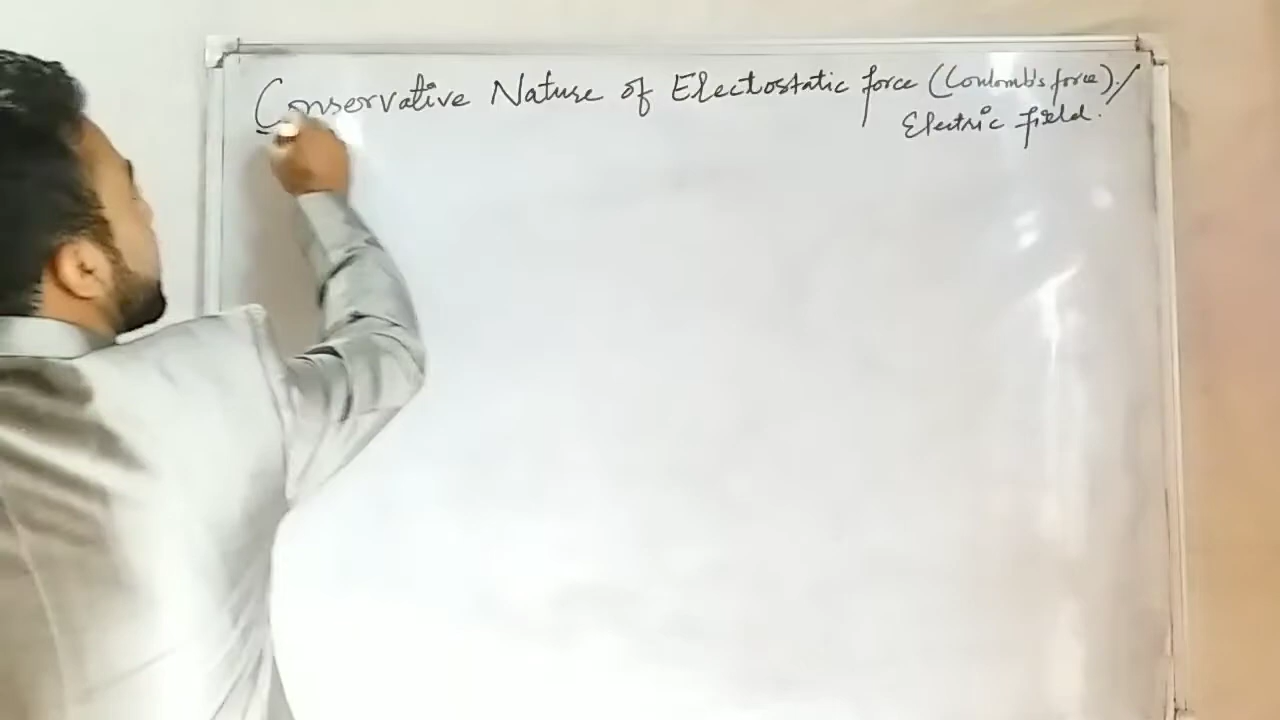 Conservative Nature of Electostatic force (Coulomb's force)./
Electric field.